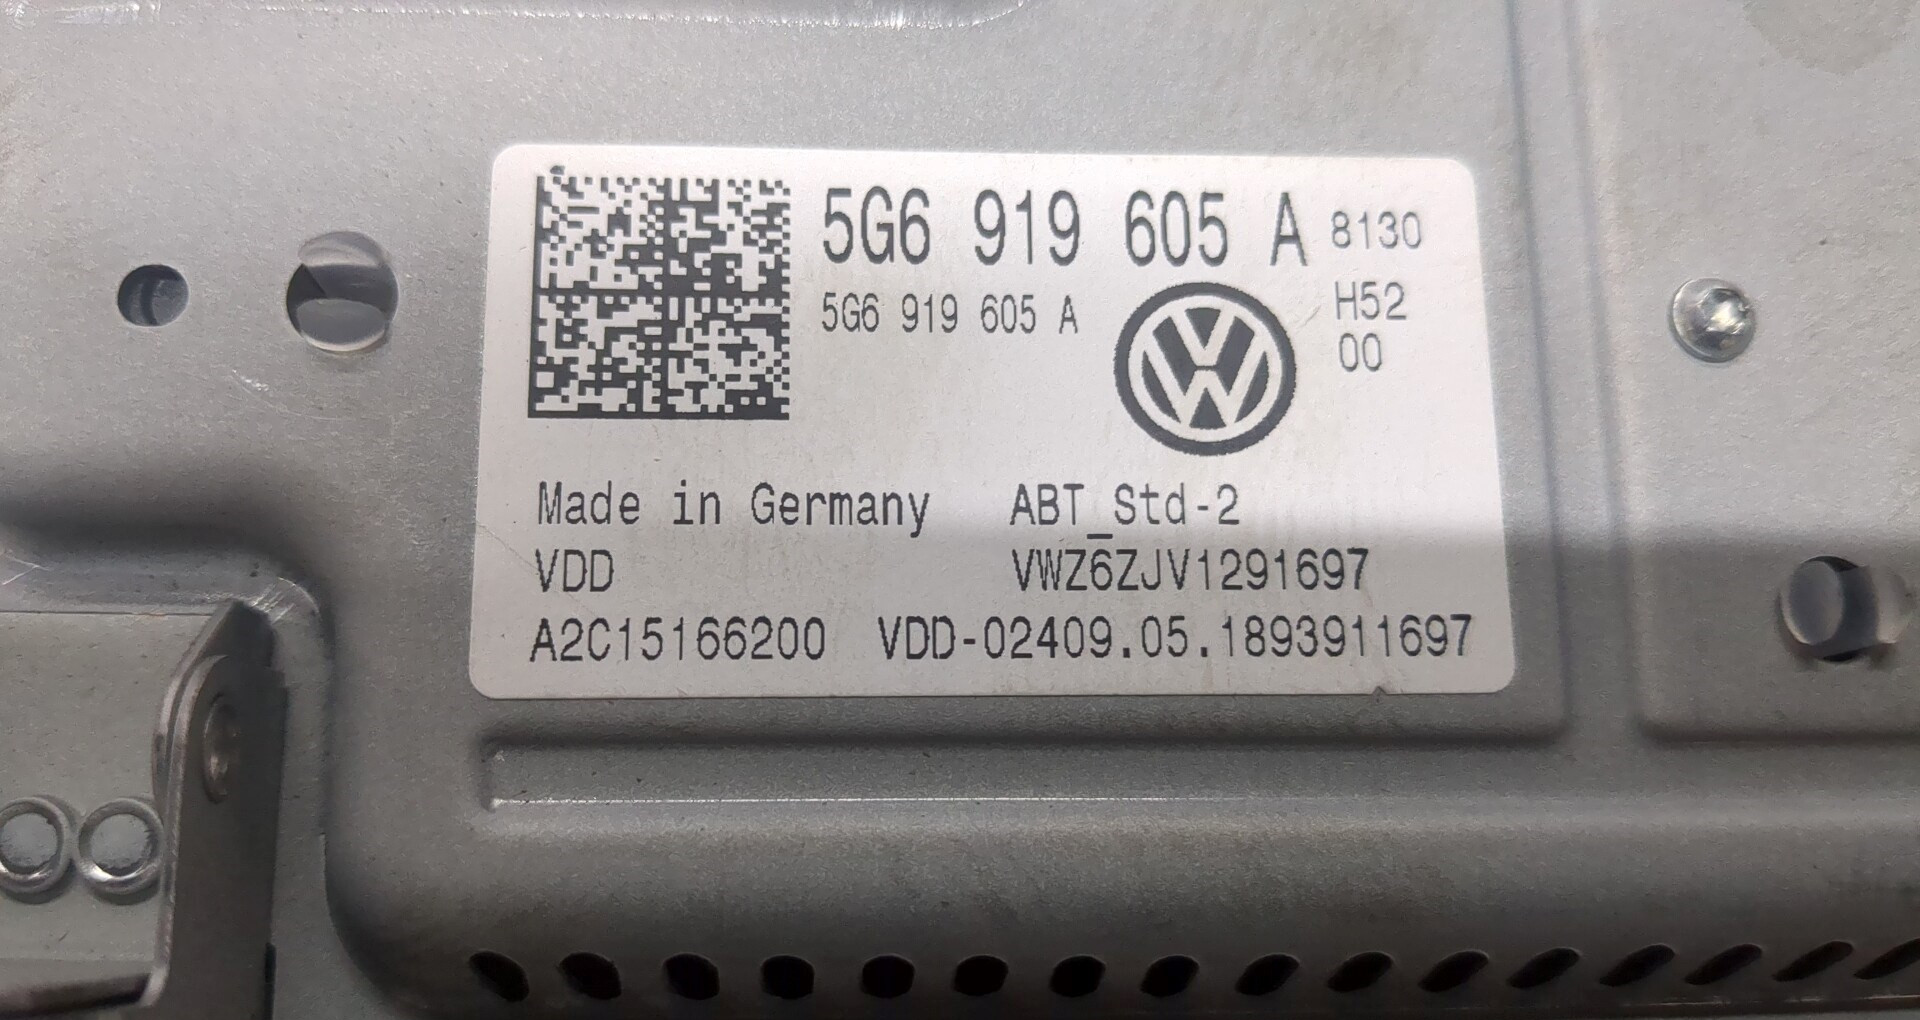 5G6 919 605 A 8130
5G6 919 605 A H52
00
Made in Germany ABT_Std-2
VDD VWZ6ZJV1291697
A2C15166200 VDD-02409.05.1893911697